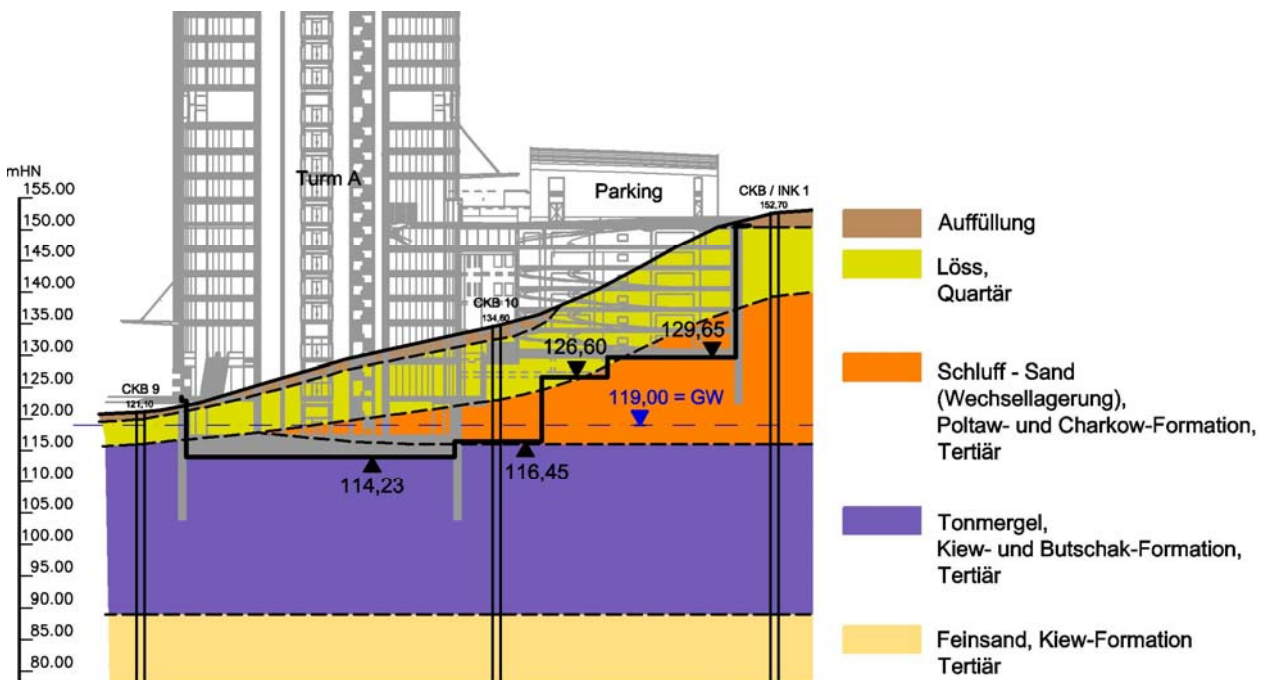 mHN
155.00
150.00
145.00
140.00
135.00
130.00
125.00
120.00
115.00
110.00
105.00
100.00
95.00
90.00
85.00
80.00
Turm A
Parking
CKB / INK 1
152,70
CKB 10
134,60
CKB 9
121,10
129,65
126,60
119,00 = GW
116,45
114,23
Auffüllung
Löss,
Quartär
Schluff - Sand
(Wechsellagerung),
Poltaw- und Charkow-Formation,
Tertiär
Tonmergel,
Kiew- und Butschak-Formation,
Tertiär
Feinsand, Kiew-Formation
Tertiär